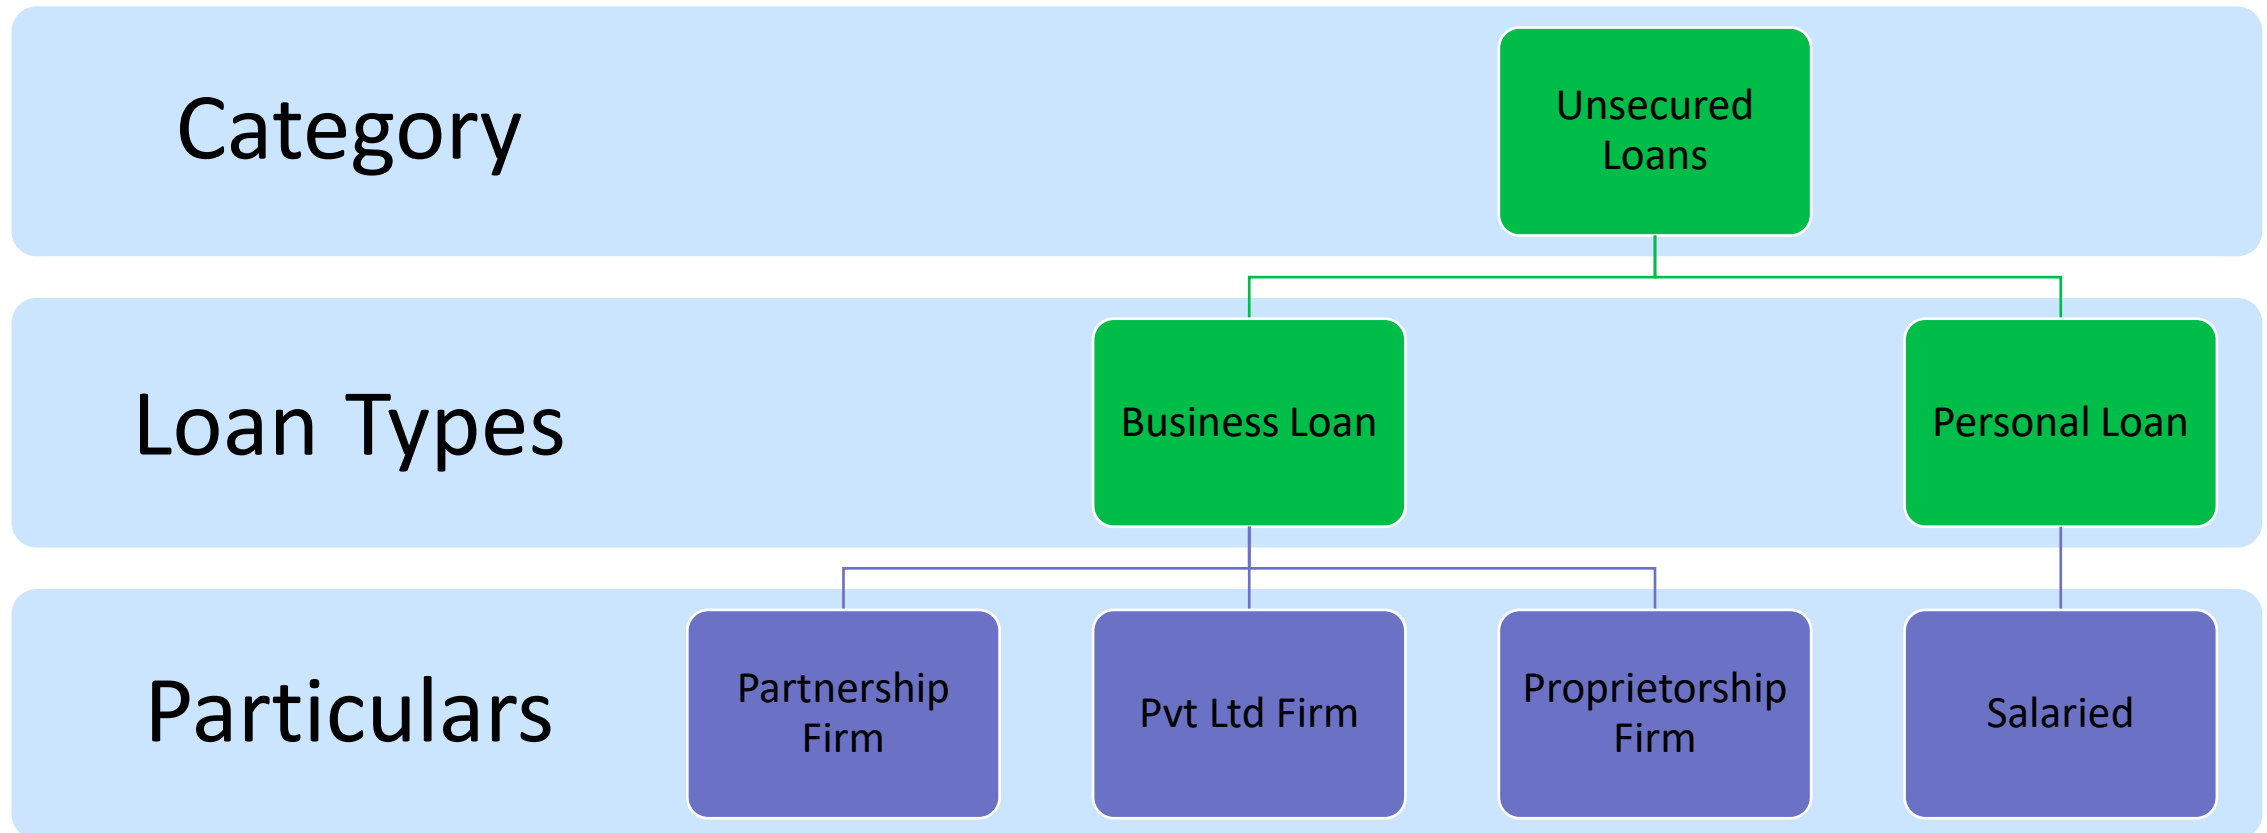 Category
Unsecured
Loans
Loan Types
Business Loan
Personal Loan
Particulars
Partnership
Firm
Pvt Ltd Firm
Proprietorship
Firm
Salaried